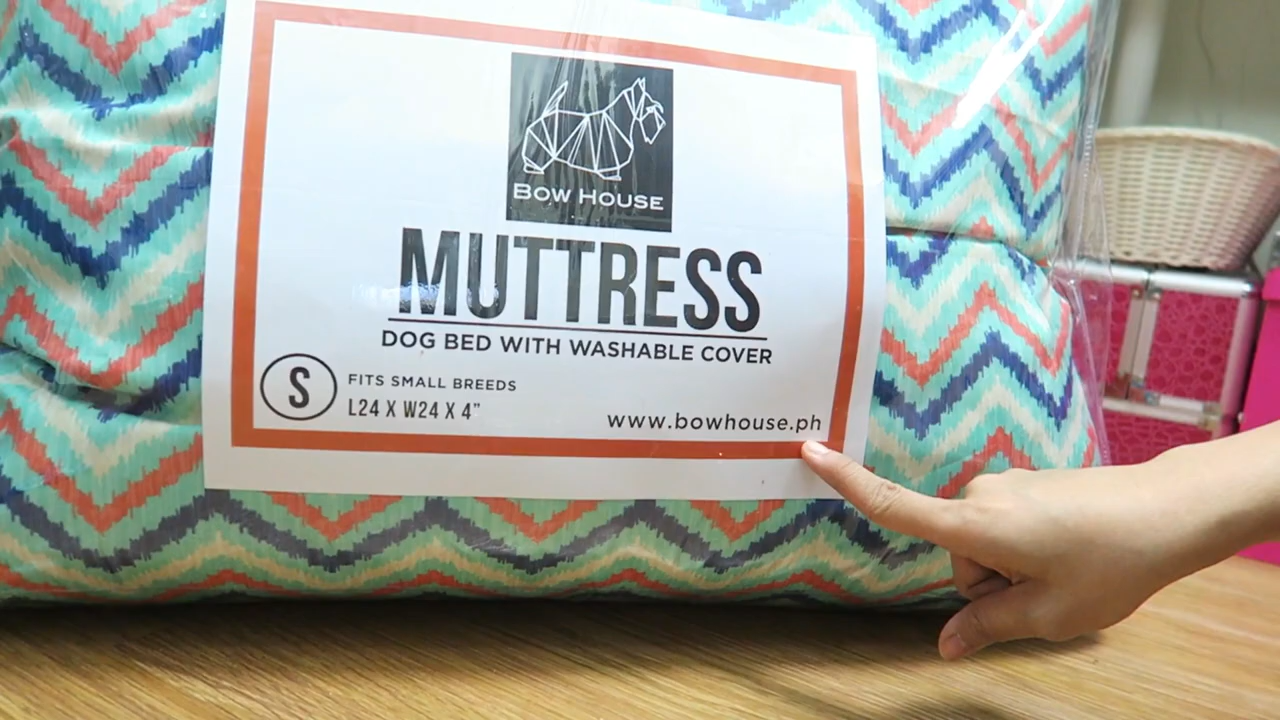 BOW HOUSE
MUTTRESS
DOG BED WITH WASHABLE COVER
S
FITS SMALL BREEDS
L24 X W24 X 4”
www.bowhouse.ph